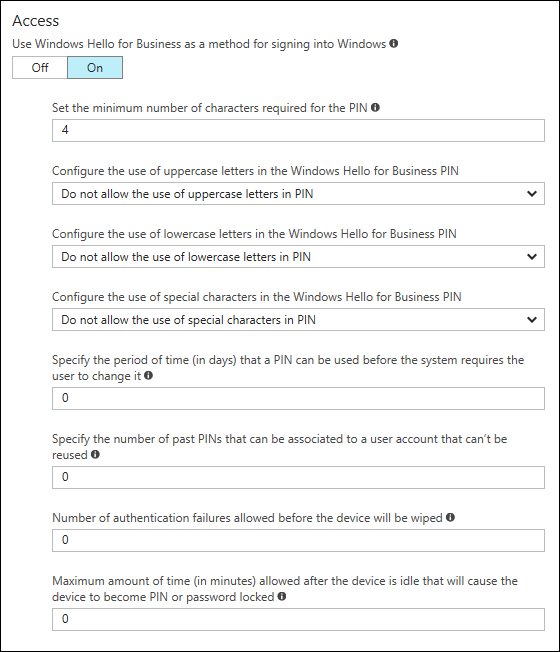 Access
Use Windows Hello for Business as a method for signing into Windows
Off On
Set the minimum number of characters required for the PIN
4
Configure the use of uppercase letters in the Windows Hello for Business PIN
Do not allow the use of uppercase letters in PIN
Configure the use of lowercase letters in the Windows Hello for Business PIN
Do not allow the use of lowercase letters in PIN
Configure the use of special characters in the Windows Hello for Business PIN
Do not allow the use of special characters in PIN
Specify the period of time (in days) that a PIN can be used before the system requires the
user to change it
0
Specify the number of past PINs that can be associated to a user account that can't be
reused
0
Number of authentication failures allowed before the device will be wiped
0
Maximum amount of time (in minutes) allowed after the device is idle that will cause the
device to become PIN or password locked
0